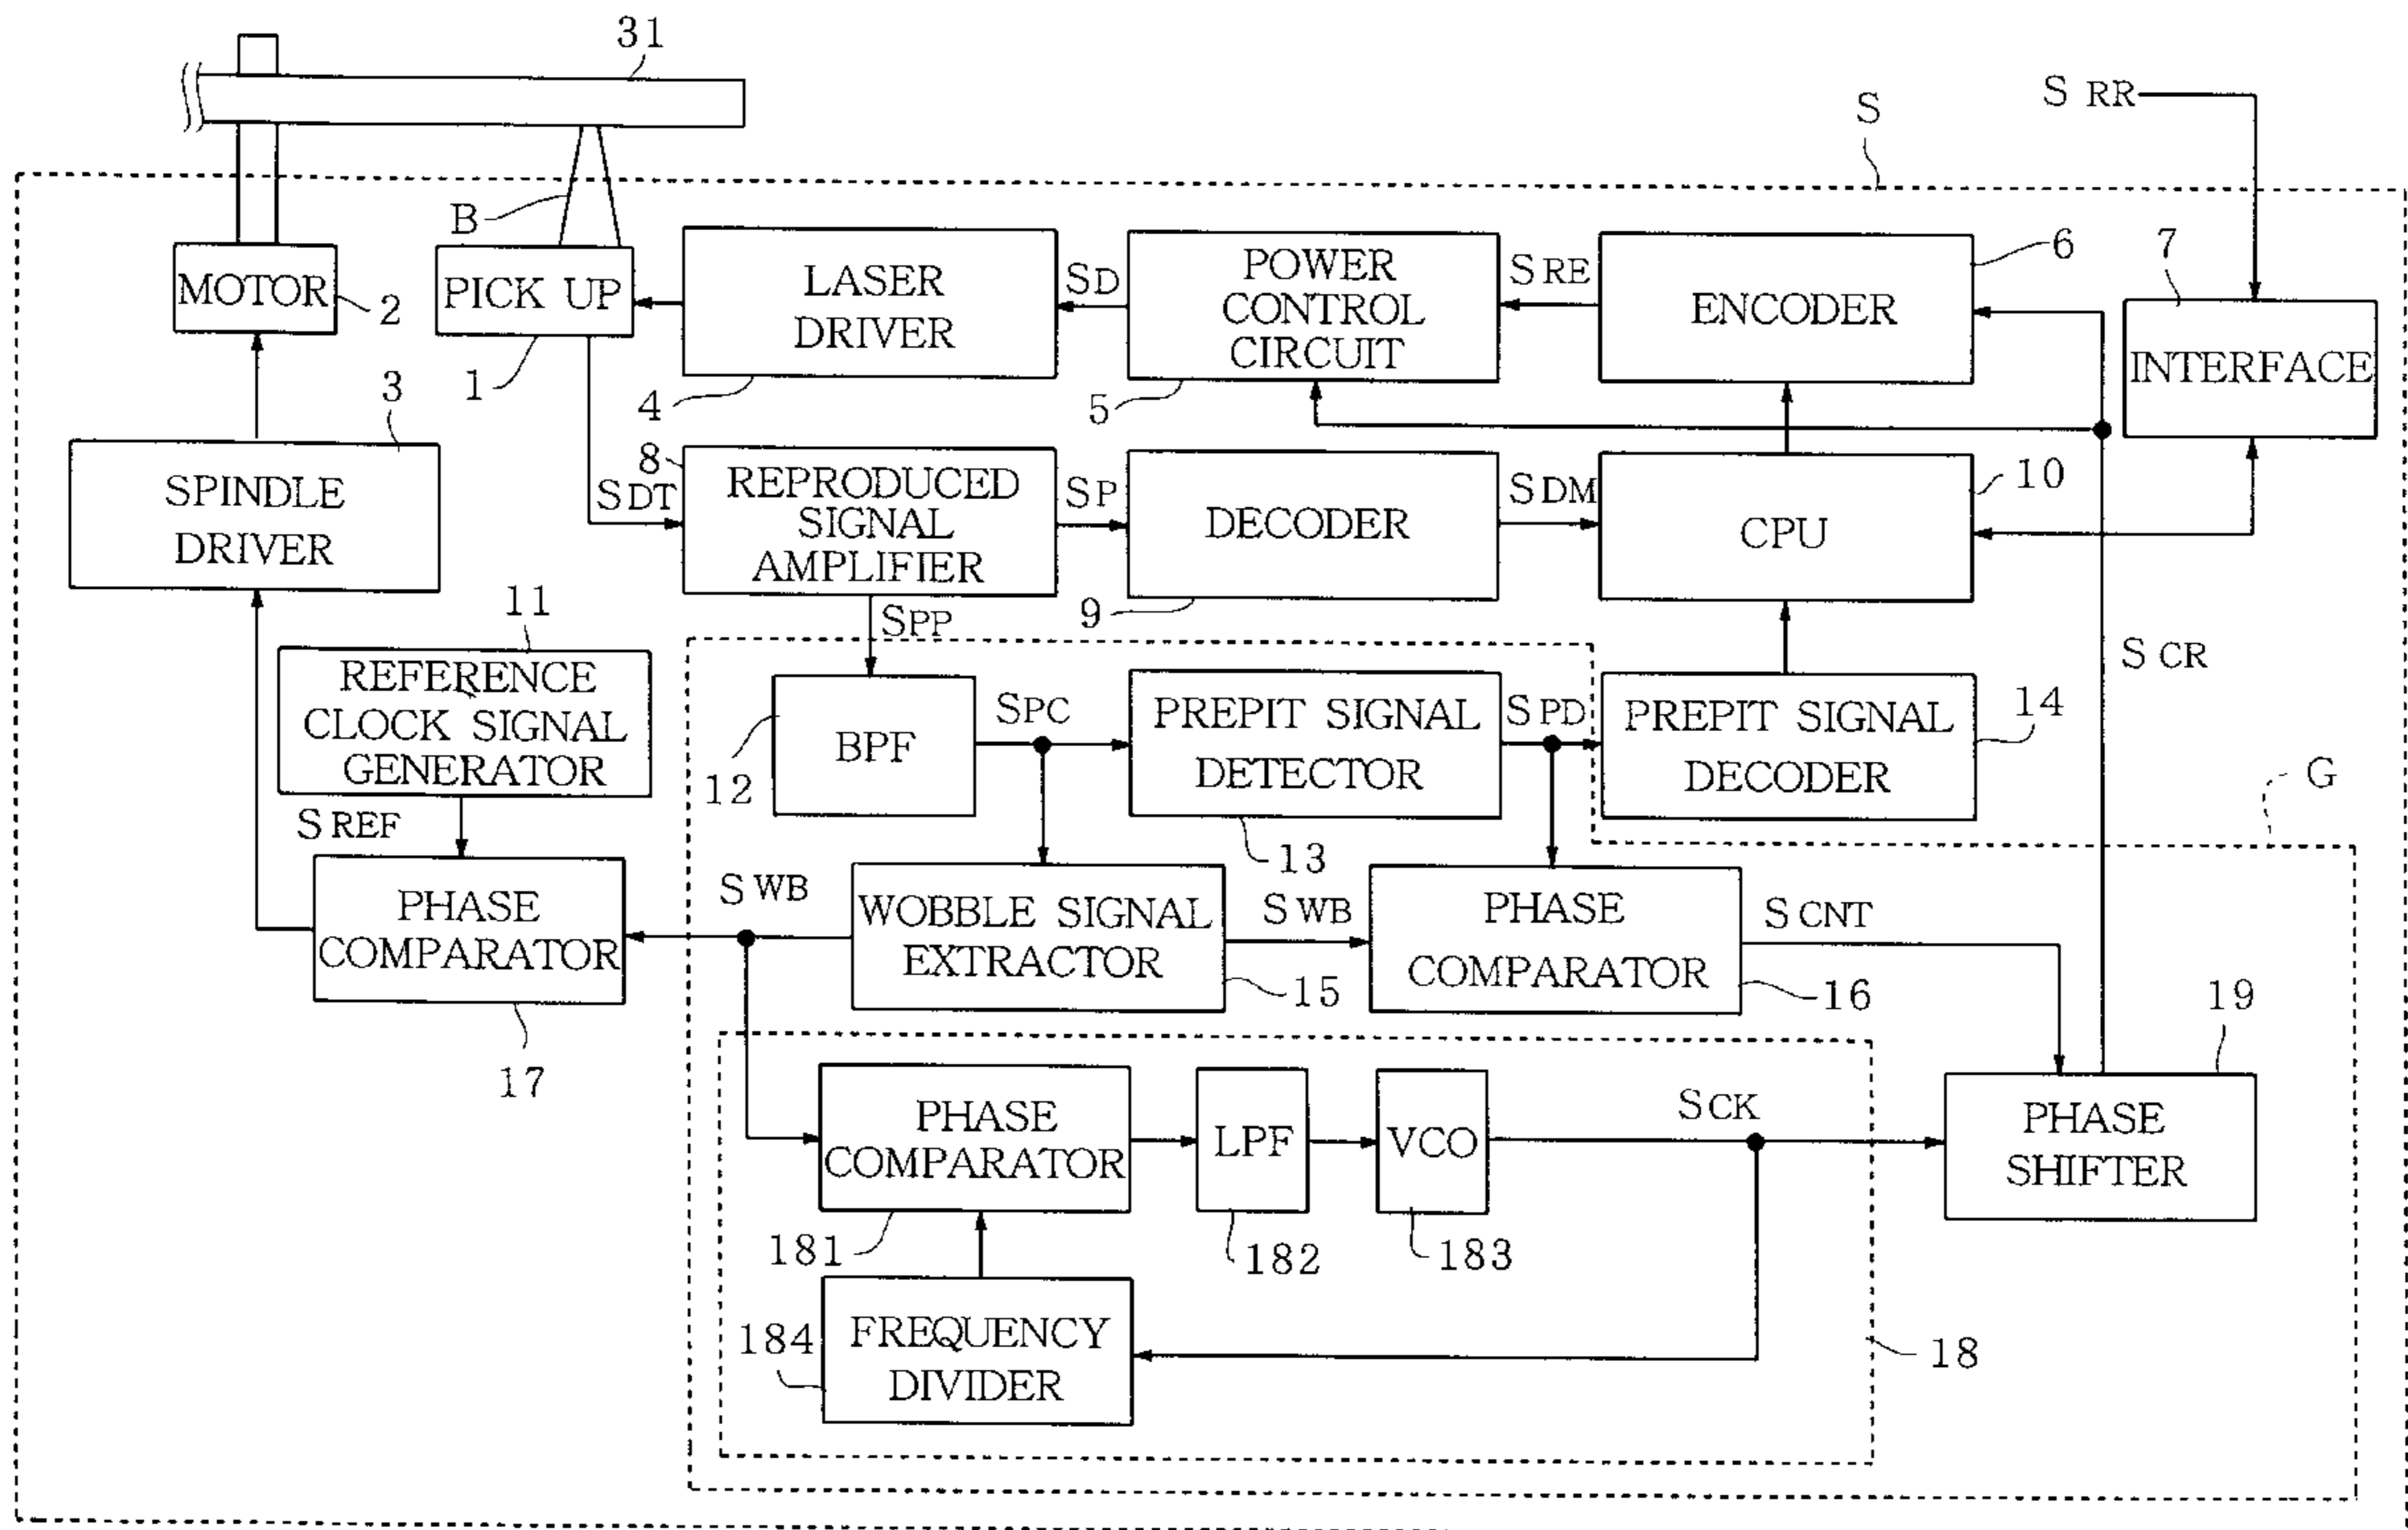 31
S RR
S
B
MOTOR
2
PICK UP
1
LASER
DRIVER
4
SD
POWER
CONTROL
CIRCUIT
5
S RE
ENCODER
6
7
INTERFACE
3
SPINDLE
DRIVER
SDT
8
REPRODUCED
SIGNAL
AMPLIFIER
SP
DECODER
9
S DM
CPU
10
SPP
S CR
11
REFERENCE
CLOCK SIGNAL
GENERATOR
S REF
12
BPF
SPC
PREPIT SIGNAL
DETECTOR
13
S PD
PREPIT SIGNAL
DECODER
14
G
PHASE
COMPARATOR
17
S WB
WOBBLE SIGNAL
EXTRACTOR
15
S WB
PHASE
COMPARATOR
16
S CNT
19
PHASE
SHIFTER
PHASE
COMPARATOR
181
LPF
182
VCO
183
SCK
184
FREQUENCY
DIVIDER
18